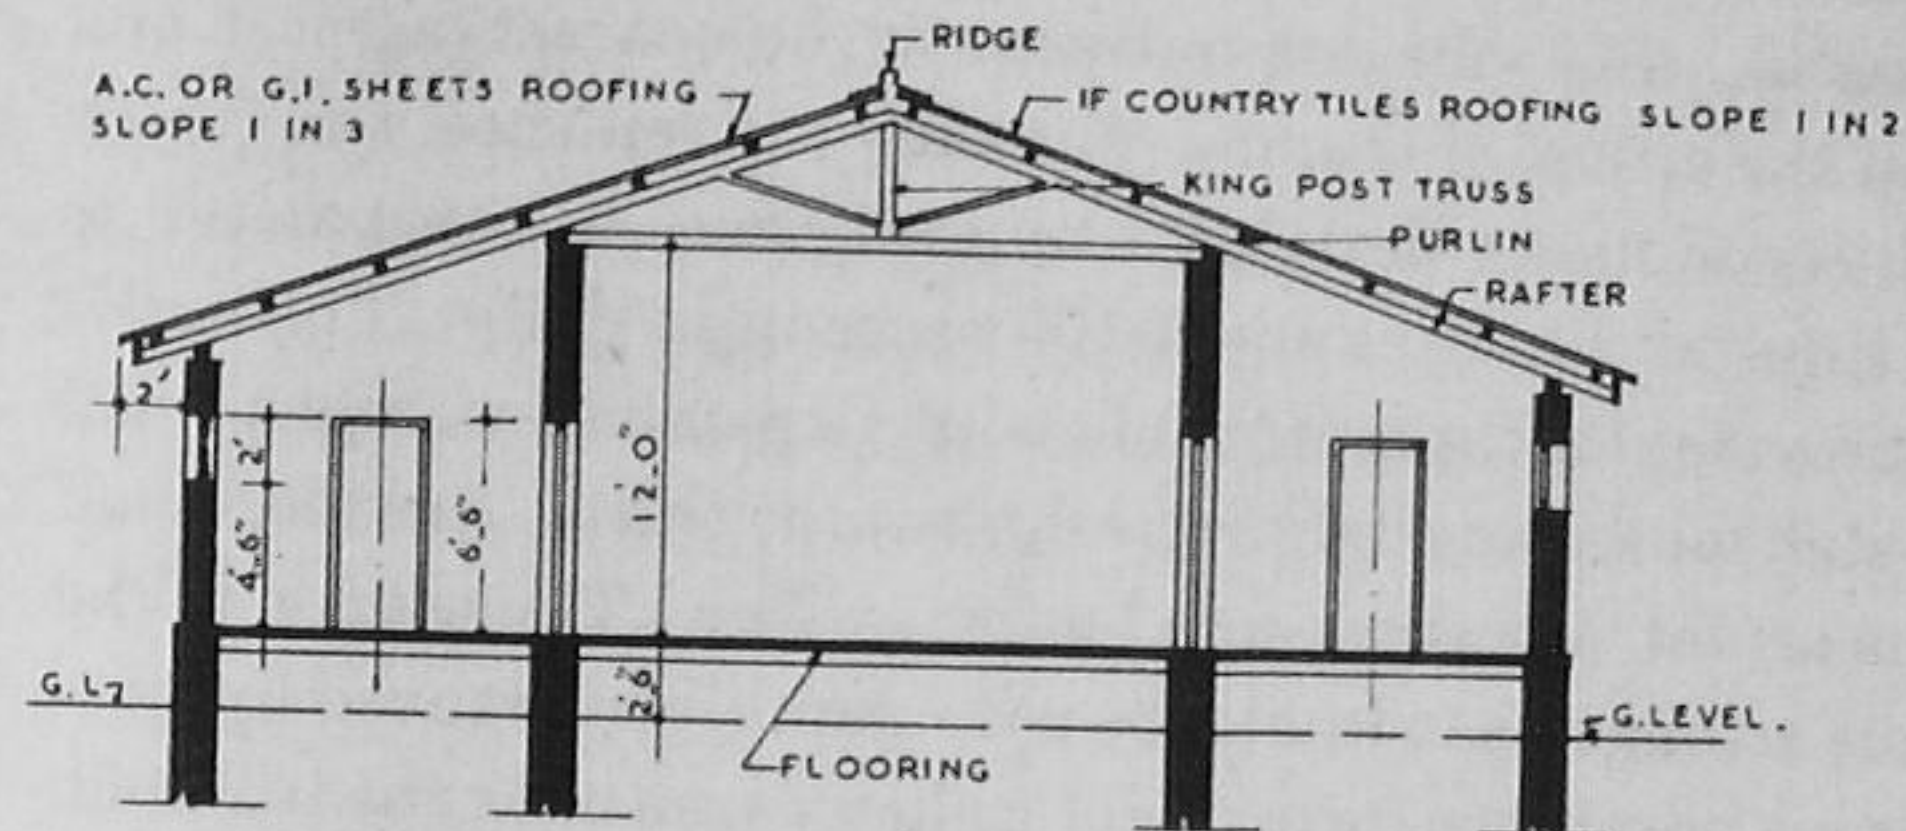 RIDGE
A.C. OR G.I. SHEETS ROOFING
SLOPE 1 IN 3
IF COUNTRY TILES ROOFING SLOPE 1 IN 2
KING POST TRUSS
PURLIN
RAFTER
2'
2'
4'-6"
6'-6"
12'-0"
2'-6"
G.L
G.LEVEL.
FLOORING